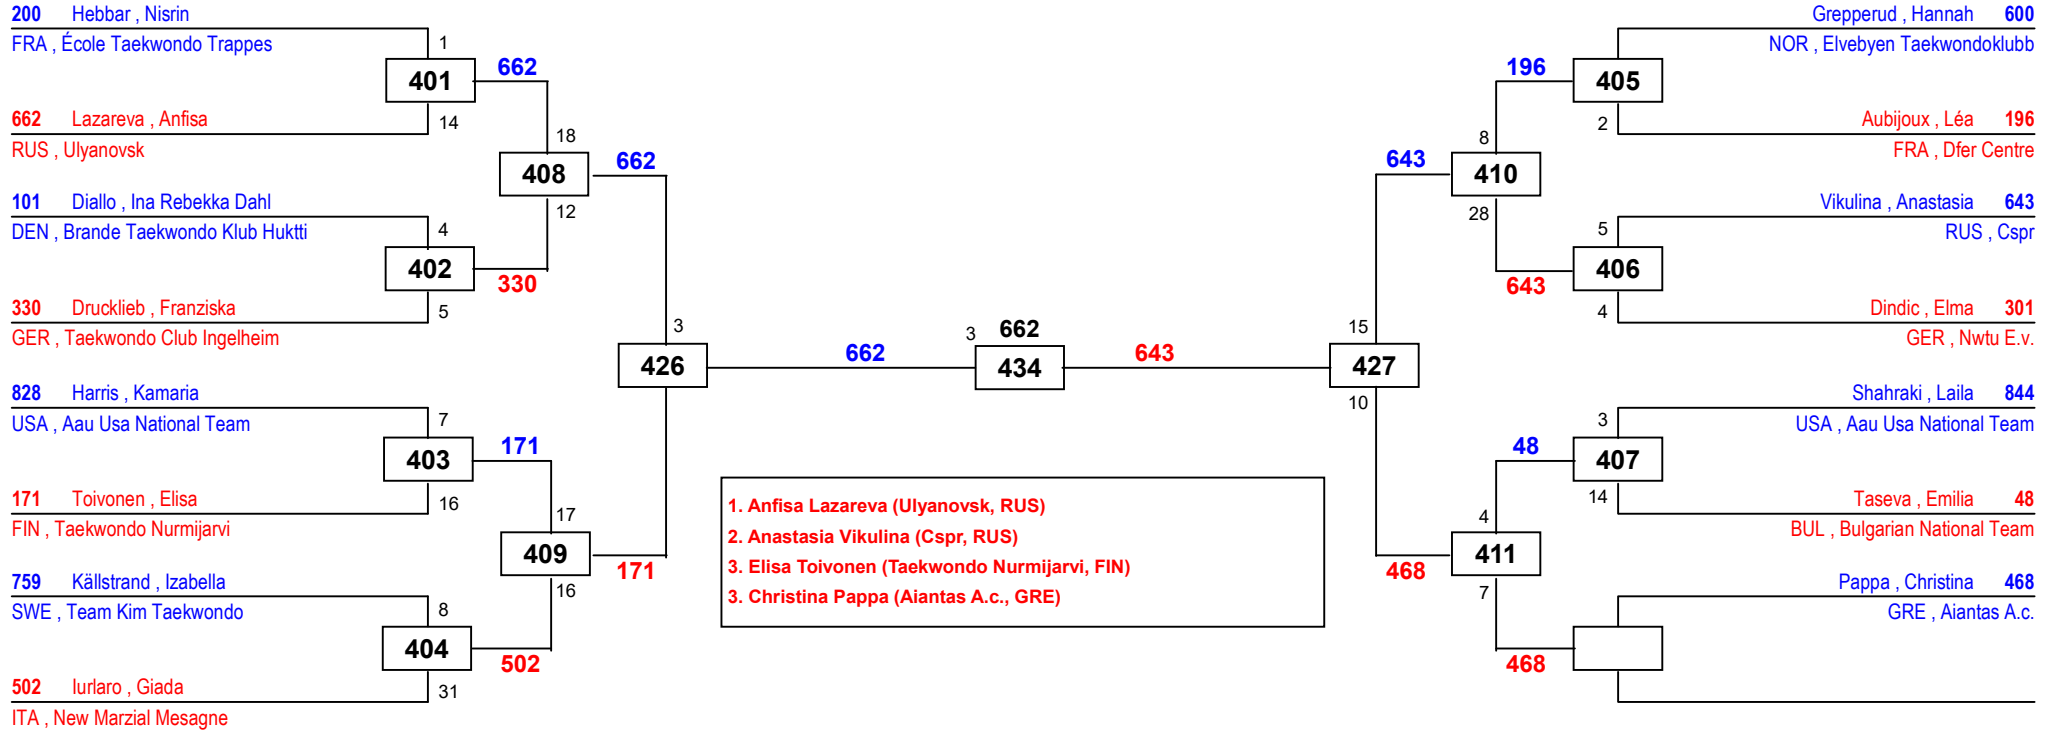 200 Hebbar , Nisrin
FRA , École Taekwondo Trappes
1
401
662
662 Lazareva , Anfisa
14
RUS , Ulyanovsk
18
408
662
101 Diallo , Ina Rebekka Dahl
12
DEN , Brande Taekwondo Klub Huktti
4
402
330
330 Drucklieb , Franziska
5
GER , Taekwondo Club Ingelheim
3
426
662
828 Harris , Kamaria
USA , Aau Usa National Team
7
403
171
171 Toivonen , Elisa
16
FIN , Taekwondo Nurmijarvi
17
409
171
759 Källstrand , Izabella
16
SWE , Team Kim Taekwondo
8
404
502
502 Iurlaro , Giada
31
ITA , New Marzial Mesagne
3 662
434
643
1. Anfisa Lazareva (Ulyanovsk, RUS)
2. Anastasia Vikulina (Cspr, RUS)
3. Elisa Toivonen (Taekwondo Nurmijarvi, FIN)
3. Christina Pappa (Aiantas A.c., GRE)
Grepperud , Hannah 600
NOR , Elvebyen Taekwondoklubb
196
405
Aubijoux , Léa 196
2
FRA , Dfer Centre
8
643
410
Vikulina , Anastasia 643
28
RUS , Cspr
5
406
643
Dindic , Elma 301
4
GER , Nwtu E.v.
15
427
10
Shahraki , Laila 844
USA , Aau Usa National Team
3
48
407
Taseva , Emilia 48
14
BUL , Bulgarian National Team
4
411
468
Pappa , Christina 468
7
GRE , Aiantas A.c.
468